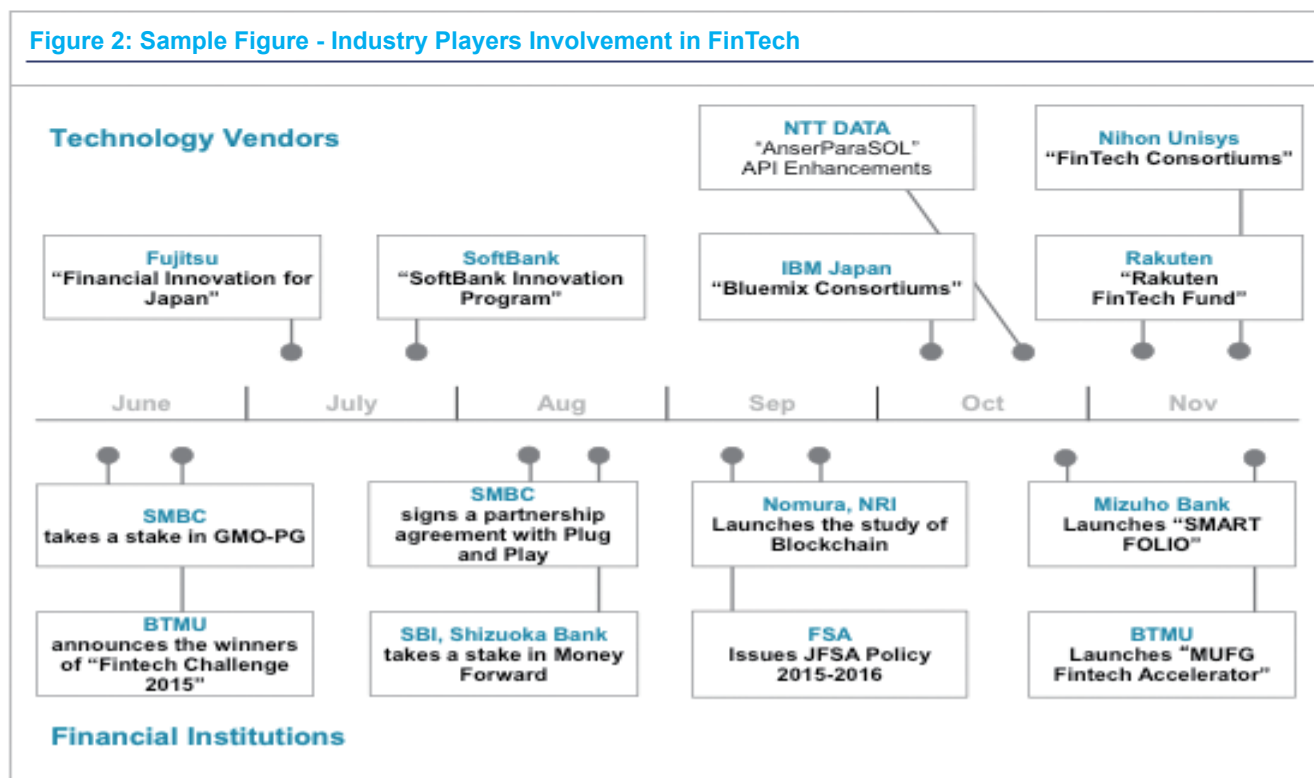 Figure 2: Sample Figure - Industry Players Involvement in FinTech
Technology Vendors
NTT DATA
“AnserParaSOL”
API Enhancements
Nihon Unisys
“FinTech Consortiums”
Fujitsu
“Financial Innovation for
Japan”
SoftBank
“SoftBank Innovation
Program”
IBM Japan
“Bluemix Consortiums”
Rakuten
“Rakuten
FinTech Fund”
June July Aug Sep Oct Nov
SMBC
takes a stake in GMO-PG
SMBC
signs a partnership
agreement with Plug
and Play
Nomura, NRI
Launches the study of
Blockchain
Mizuho Bank
Launches “SMART
FOLIO”
BTMU
announces the winners
of “Fintech Challenge
2015”
SBI, Shizuoka Bank
takes a stake in Money
Forward
FSA
Issues JFSA Policy
2015-2016
BTMU
Launches “MUFG
Fintech Accelerator”
Financial Institutions